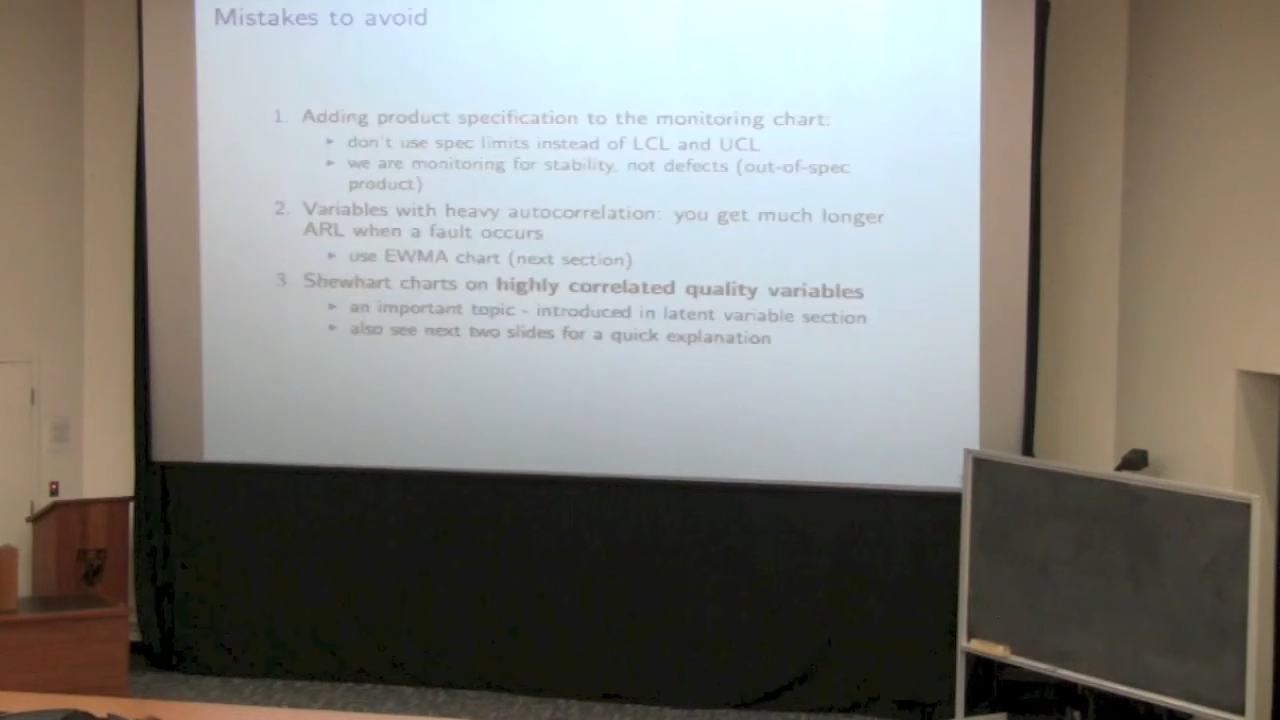 Mistakes to avoid
1. Adding product specification to the monitoring chart:
▸ don't use spec limits instead of LCL and UCL
▸ we are monitoring for stability, not defects (out-of-spec
product)
2. Variables with heavy autocorrelation: you get much longer
ARL when a fault occurs
▸ use EWMA chart (next section)
3. Shewhart charts on highly correlated quality variables
▸ an important topic - introduced in latent variable section
▸ also see next two slides for a quick explanation